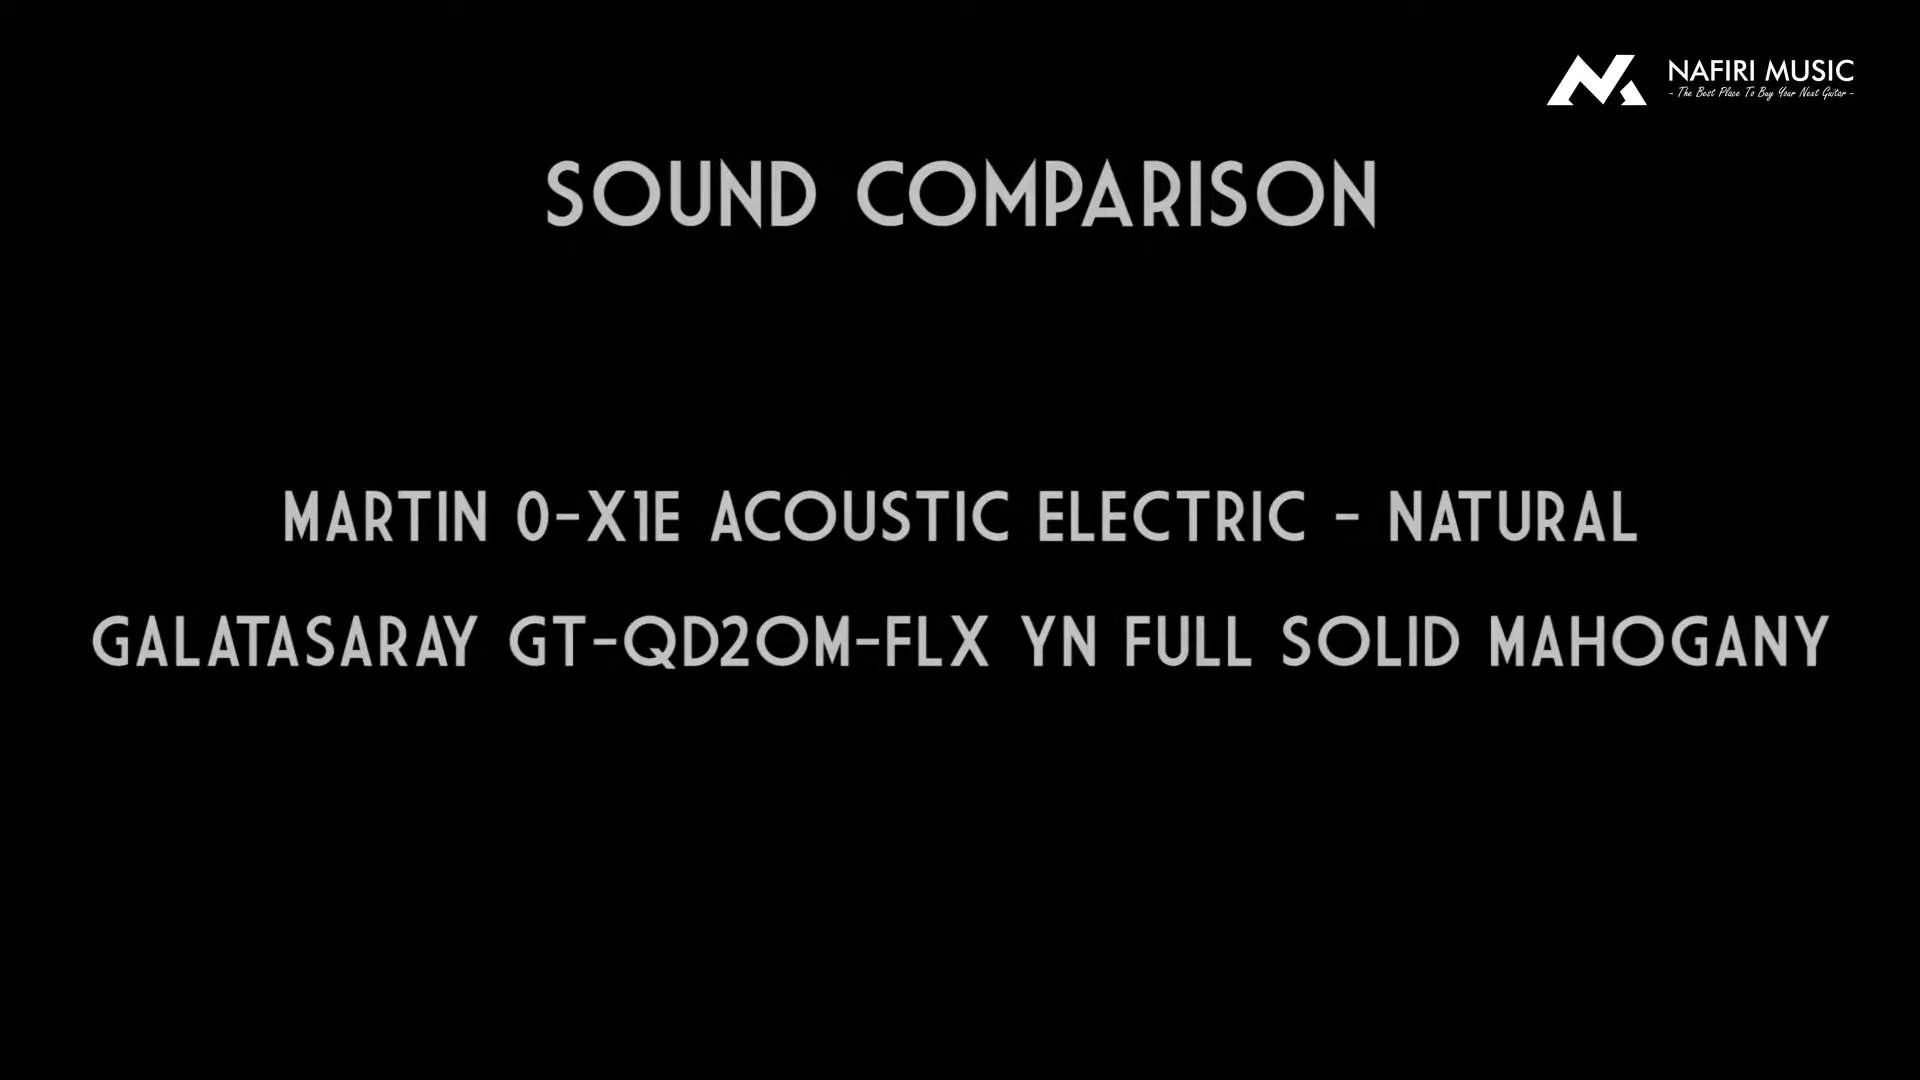 NAFIRI MUSIC
- The Best Place To Buy Your Next Guitar -
SOUND COMPARISON
MARTIN 0-X1E ACOUSTIC ELECTRIC - NATURAL
GALATASARAY GT-QD20M-FLX YN FULL SOLID MAHOGANY